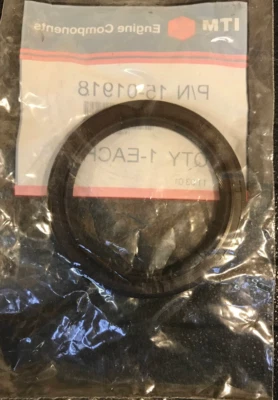 ITM Engine Components
P/N 15-01918
QTY 1-EACH